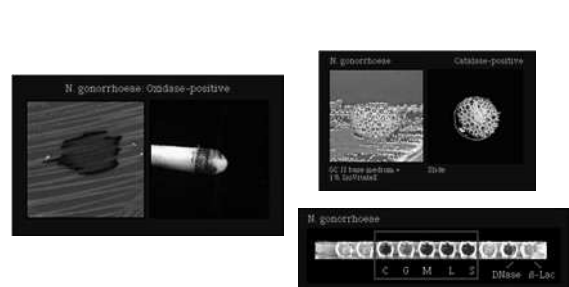 N. gonorrhoeae: Oxidase-positive
N. gonorrhoeae Catalase-positive
GC II base medium +
1% IsoVitaleX
Slide
N. gonorrhoeae
C G M L S
DNase ß-Lac